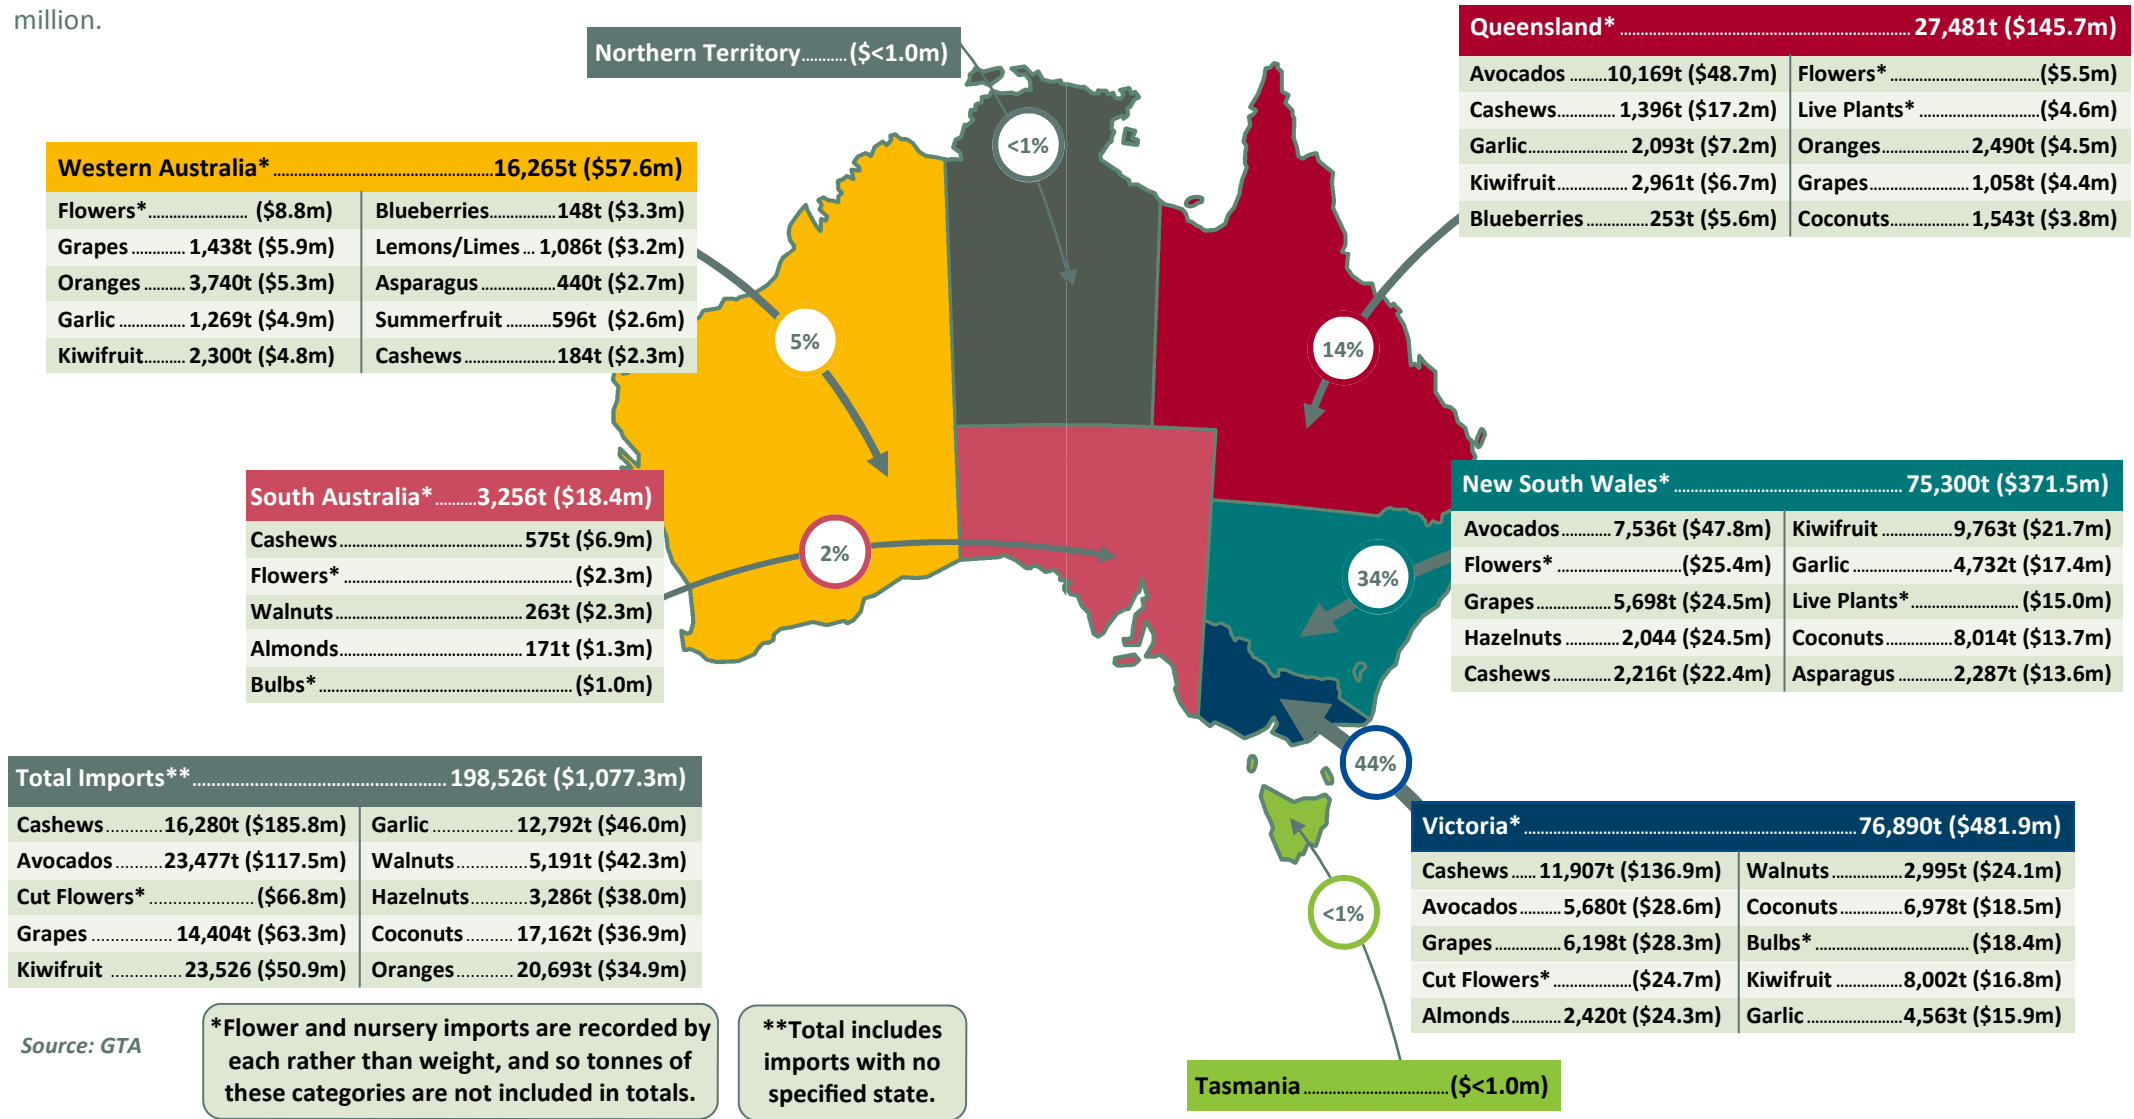 million.
Northern Territory...........($<1.0m)
Queensland* ............ 27,481t ($145.7m)
Avocados ........10,169t ($48.7m)
Cashews.............. 1,396t ($17.2m)
Garlic......................... 2,093t ($7.2m)
Kiwifruit................. 2,961t ($6.7m)
Blueberries ...............253t ($5.6m)
Flowers* ....................................($5.5m)
Live Plants* .............................($4.6m)
Oranges..................... 2,490t ($4.5m)
Grapes....................... 1,058t ($4.4m)
Coconuts................... 1,543t ($3.8m)
Western Australia* ............16,265t ($57.6m)
Flowers*........................ ($8.8m)
Grapes ............. 1,438t ($5.9m)
Oranges .......... 3,740t ($5.3m)
Garlic ................ 1,269t ($4.9m)
Kiwifruit.......... 2,300t ($4.8m)
Blueberries................148t ($3.3m)
Lemons/Limes ... 1,086t ($3.2m)
Asparagus ..................440t ($2.7m)
Summerfruit ...........596t ($2.6m)
Cashews ......................184t ($2.3m)
<1%
5%
14%
South Australia* ..........3,256t ($18.4m)
Cashews............................................. 575t ($6.9m)
Flowers* ........................................................ ($2.3m)
Walnuts ............................................ 263t ($2.3m)
Almonds............................................ 171t ($1.3m)
Bulbs*.............................................................. ($1.0m)
2%
New South Wales* ............ 75,300t ($371.5m)
Avocados.............7,536t ($47.8m)
Flowers* ................................($25.4m)
Grapes .................5,698t ($24.5m)
Hazelnuts .............2,044 ($24.5m)
Cashews..............2,216t ($22.4m)
Kiwifruit ..................9,763t ($21.7m)
Garlic ........................4,732t ($17.4m)
Live Plants*.......................... ($15.0m)
Coconuts................8,014t ($13.7m)
Asparagus .............2,287t ($13.6m)
34%
44%
Total Imports**............ 198,526t ($1,077.3m)
Cashews.............16,280t ($185.8m)
Avocados...........23,477t ($117.5m)
Cut Flowers* ...................... ($66.8m)
Grapes .................. 14,404t ($63.3m)
Kiwifruit ................ 23,526 ($50.9m)
Garlic ................... 12,792t ($46.0m)
Walnuts ..................5,191t ($42.3m)
Hazelnuts ...............3,286t ($38.0m)
Coconuts ............ 17,162t ($36.9m)
Oranges............. 20,693t ($34.9m)
Victoria* ............76,890t ($481.9m)
Cashews...... 11,907t ($136.9m)
Avocados.......... 5,680t ($28.6m)
Grapes ................ 6,198t ($28.3m)
Cut Flowers* ...................($24.7m)
Almonds............ 2,420t ($24.3m)
Walnuts .................2,995t ($24.1m)
Coconuts ...............6,978t ($18.5m)
Bulbs*..................................... ($18.4m)
Kiwifruit ................8,002t ($16.8m)
Garlic ......................4,563t ($15.9m)
<1%
Source: GTA
*Flower and nursery imports are recorded by
each rather than weight, and so tonnes of
these categories are not included in totals.
**Total includes
imports with no
specified state.
Tasmania ...................................($<1.0m)